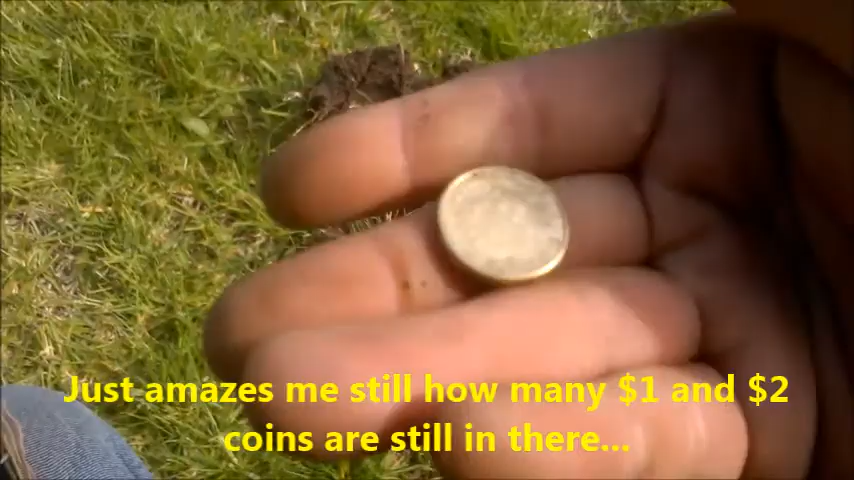 Just amazes me still how many $1 and $2
coins are still in there...